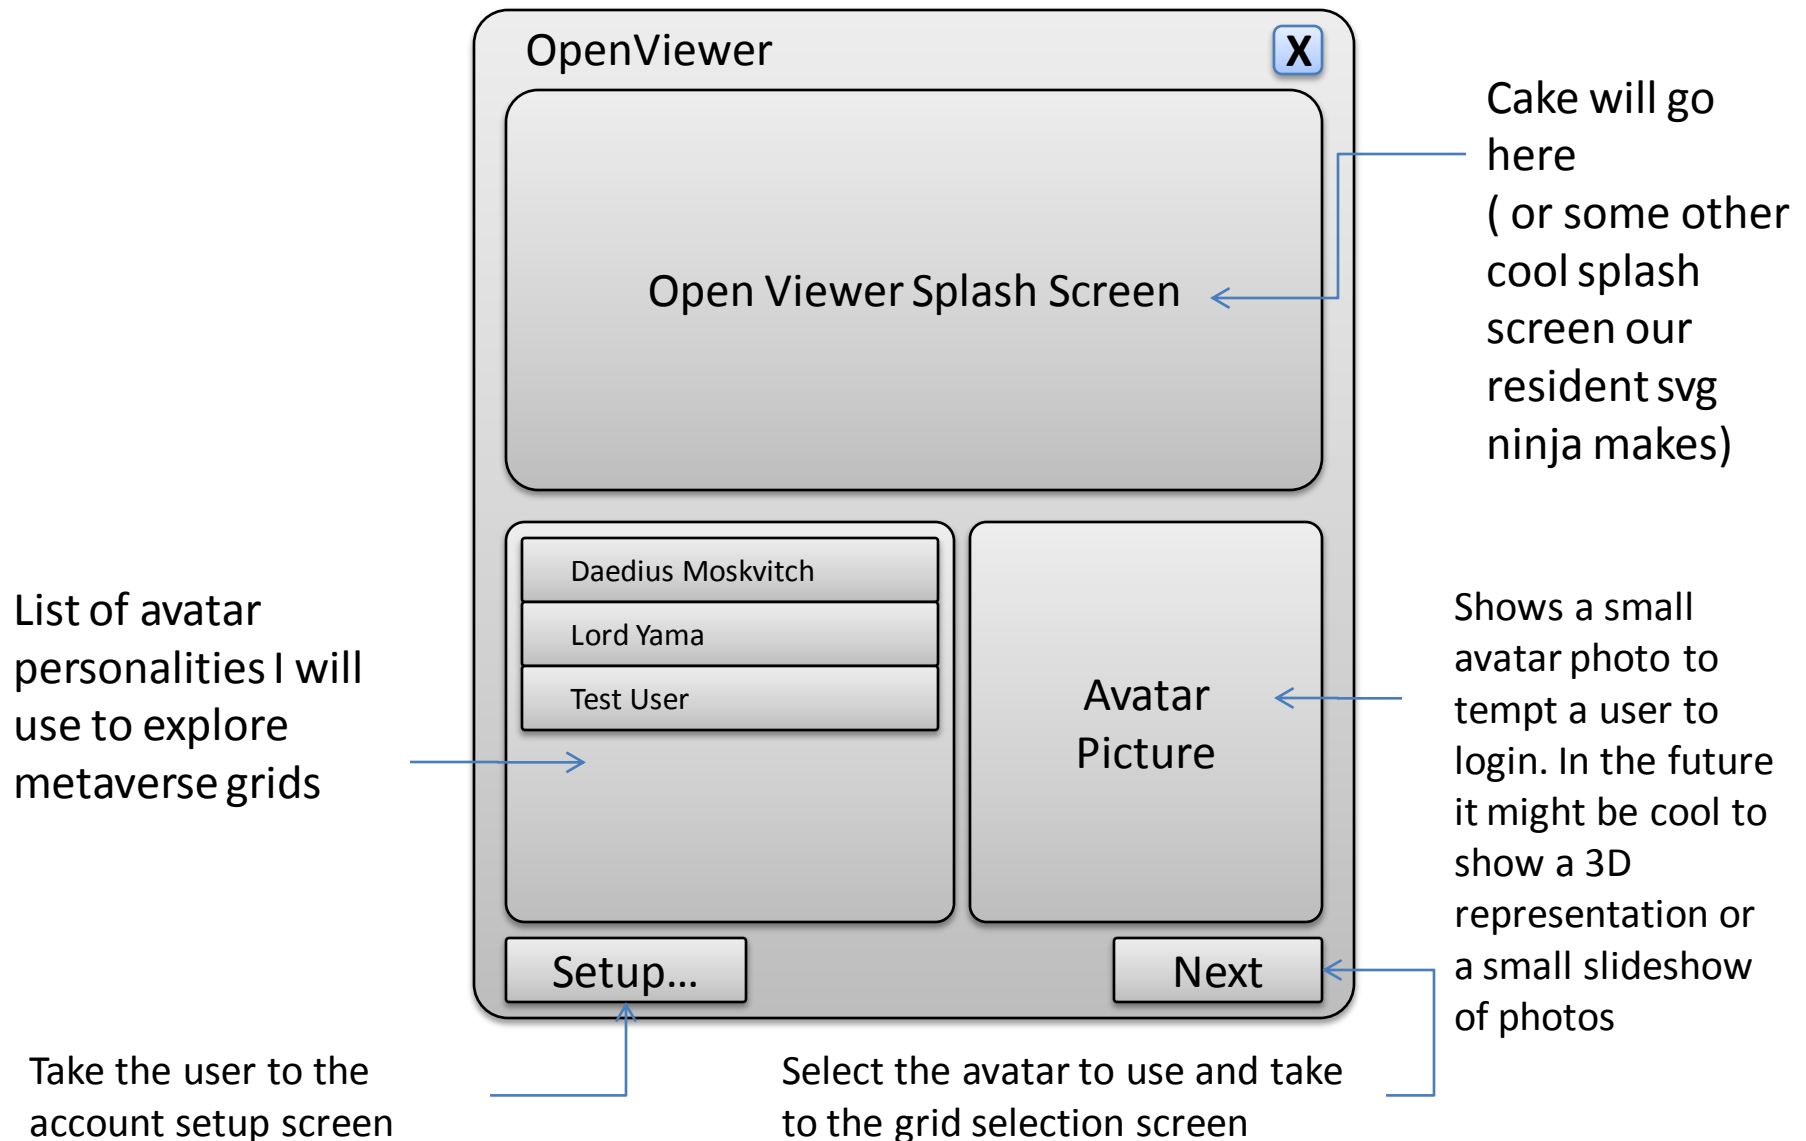 OpenViewer
X
Cake will go
here
( or some other
cool splash
screen our
resident svg
ninja makes)
Open Viewer Splash Screen
List of avatar
personalities I will
use to explore
metaverse grids
Daedius Moskvitch
Lord Yama
Test User
Avatar
Picture
Shows a small
avatar photo to
tempt a user to
login. In the future
it might be cool to
show a 3D
representation or
a small slideshow
of photos
Setup...
Next
Take the user to the
account setup screen
Select the avatar to use and take
to the grid selection screen